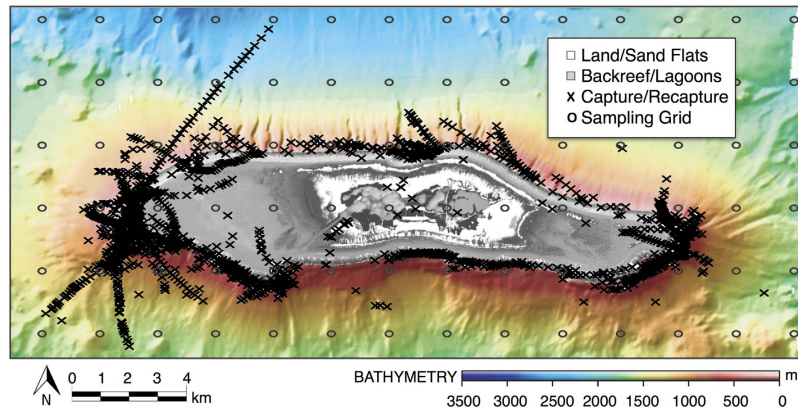 Land/Sand Flats
Backreef/Lagoons
x Capture/Recapture
o Sampling Grid
N
0 1 2 3 4
km
BATHYMETRY
m
3500 3000 2500 2000 1500 1000 500 0